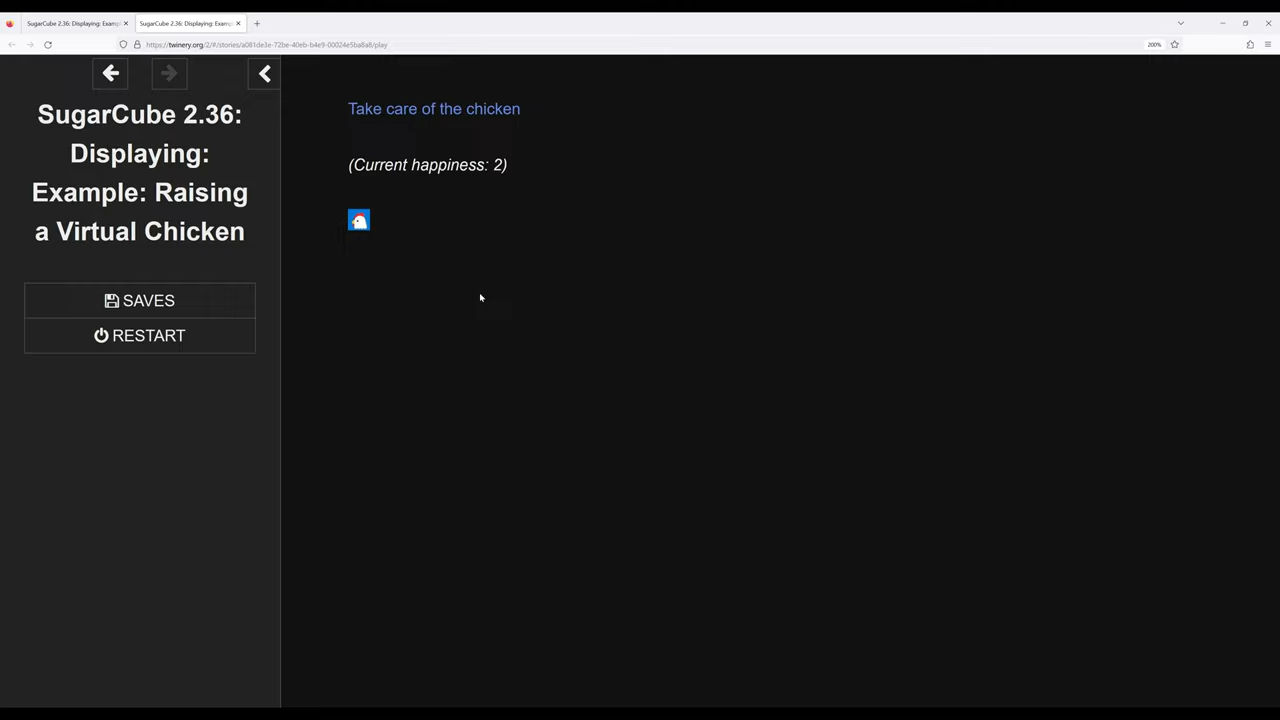 SugarCube 2.36: Displaying: Exampl
SugarCube 2.36: Displaying: Exam
https://twinery.org/2/#/stories/a081de3e-72be-40eb-b4e9-00024e5ba8a8/play
200%
SugarCube 2.36:
Displaying:
Example: Raising
a Virtual Chicken
SAVES
RESTART
Take care of the chicken
(Current happiness: 2)